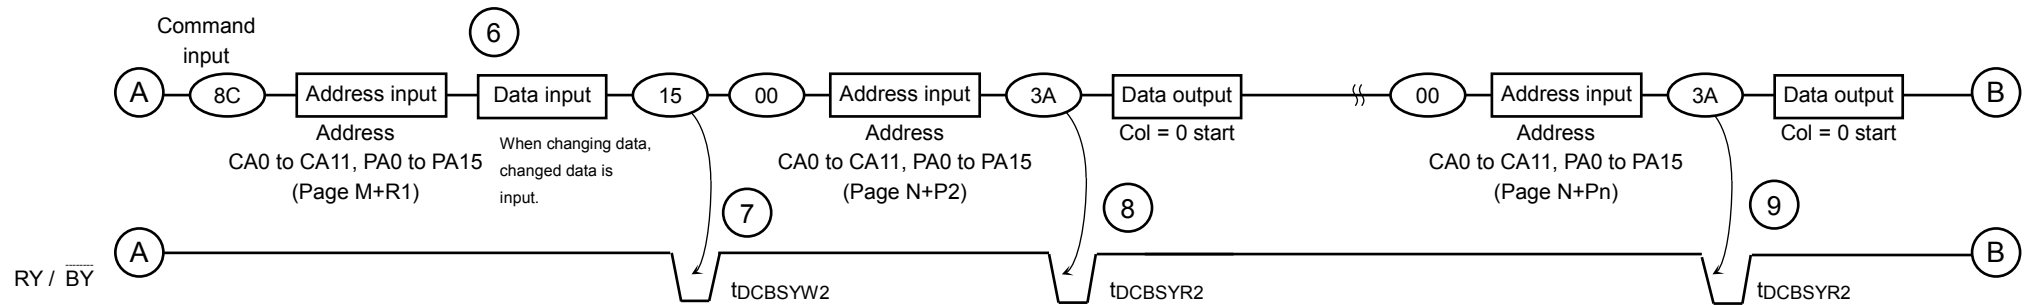 Command
input
6
A 8C Address input Data input 15 00 Address input 3A Data output 00 Address input 3A Data output B
Address
CA0 to CA11, PA0 to PA15
(Page M+R1)
When changing data,
changed data is
input.
Address
CA0 to CA11, PA0 to PA15
(Page N+P2)
Col = 0 start
Address
CA0 to CA11, PA0 to PA15
(Page N+Pn)
Col = 0 start
7
8
9
A B
RY / BY
tDCBSYW2
tDCBSYR2
tDCBSYR2